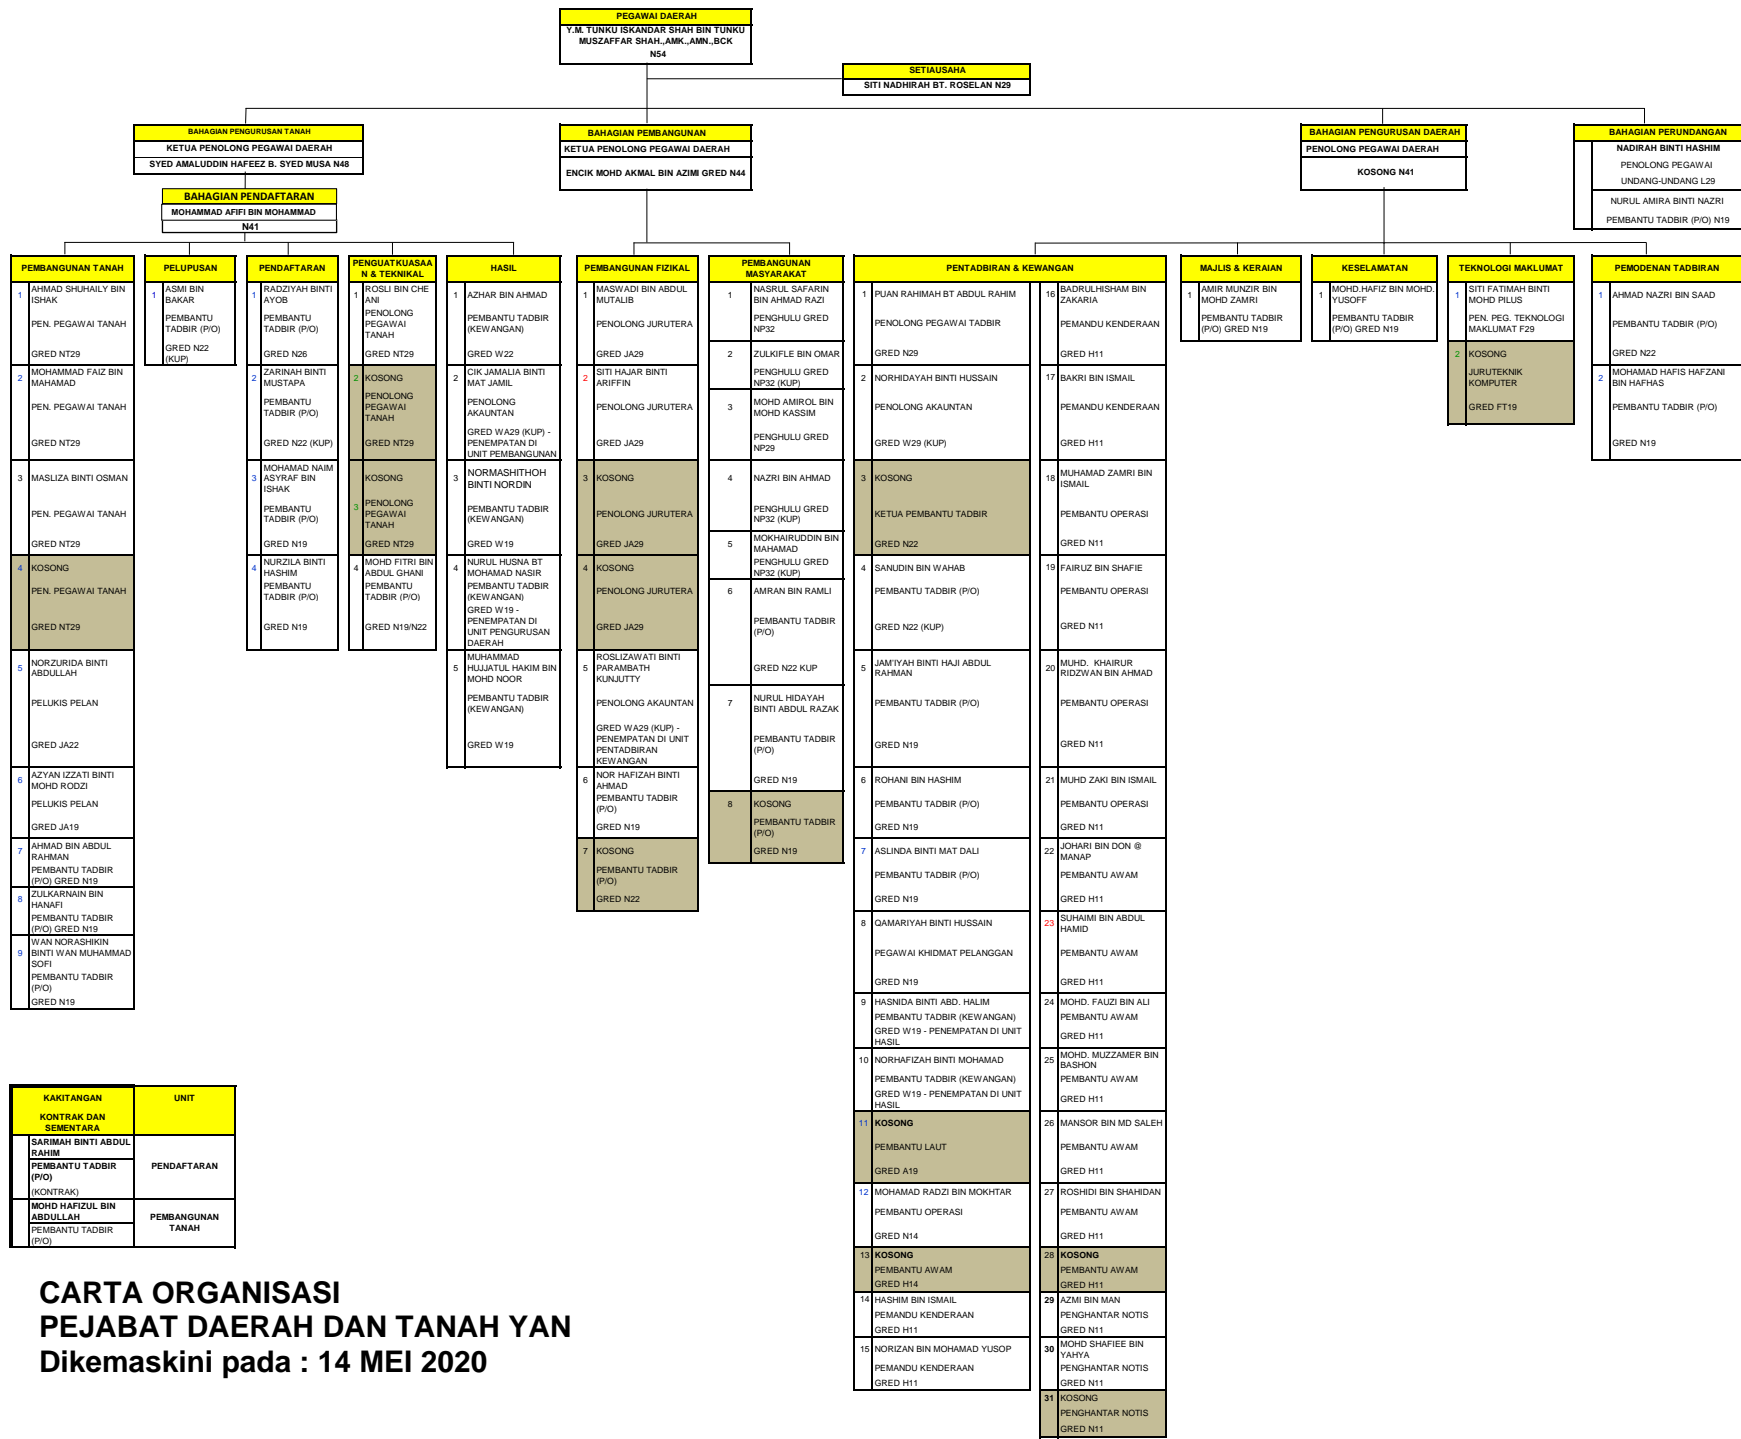 PEGAWAI DAERAH
Y.M. TUNKU ISKANDAR SHAH BIN TUNKU
MUSZAFFAR SHAH.,AMK.,AMN.,BCK
N54
SETIAUSAHA
SITI NADHIRAH BT. ROSELAN N29
BAHAGIAN PENGURUSAN TANAH
KETUA PENOLONG PEGAWAI DAERAH
SYED AMALUDDIN HAFEEZ B. SYED MUSA N48
BAHAGIAN PENDAFTARAN
MOHAMMAD AFIFI BIN MOHAMMAD
N41
BAHAGIAN PEMBANGUNAN
KETUA PENOLONG PEGAWAI DAERAH
ENCIK MOHD AKMAL BIN AZIMI GRED N44
BAHAGIAN PENGURUSAN DAERAH
PENOLONG PEGAWAI DAERAH
KOSONG N41
BAHAGIAN PERUNDANGAN
NADIRAH BINTI HASHIM
PENOLONG PEGAWAI
UNDANG-UNDANG L29
NURUL AMIRA BINTI NAZRI
PEMBANTU TADBIR (P/O) N19
PEMBANGUNAN TANAH
1 AHMAD SHUHAILY BIN
ISHAK
PEN. PEGAWAI TANAH
GRED NT29
2 MOHAMMAD FAIZ BIN
MAHAMAD
PEN. PEGAWAI TANAH
GRED NT29
3 MASLIZA BINTI OSMAN
PEN. PEGAWAI TANAH
GRED NT29
4 KOSONG
PEN. PEGAWAI TANAH
GRED NT29
5 NORZURIDA BINTI
ABDULLAH
PELUKIS PELAN
GRED JA22
6 AZYAN IZZATI BINTI
MOHD RODZI
PELUKIS PELAN
GRED JA19
7 AHMAD BIN ABDUL
RAHMAN
PEMBANTU TADBIR
(P/O) GRED N19
8 ZULKARNAIN BIN
HANAFI
PEMBANTU TADBIR
(P/O) GRED N19
9 WAN NORASHIKIN
BINTI WAN MUHAMMAD
SOFI
PEMBANTU TADBIR
(P/O)
GRED N19
PELUPUSAN
1 ASMI BIN
BAKAR
PEMBANTU
TADBIR (P/O)
GRED N22
(KUP)
PENDAFTARAN
1 RADZIYAH BINTI
AYOB
PEMBANTU
TADBIR (P/O)
GRED N26
2 ZARINAH BINTI
MUSTAPA
PEMBANTU
TADBIR (P/O)
GRED N22 (KUP)
3 MOHAMAD NAIM
ASYRAF BIN
ISHAK
PEMBANTU
TADBIR (P/O)
GRED N19
4 NURZILA BINTI
HASHIM
PEMBANTU
TADBIR (P/O)
GRED N19
PENGUATKUASAA
N & TEKNIKAL
1 ROSLI BIN CHE
ANI
PENOLONG
PEGAWAI
TANAH
GRED NT29
2 KOSONG
PENOLONG
PEGAWAI
TANAH
GRED NT29
KOSONG
3 PENOLONG
PEGAWAI
TANAH
GRED NT29
4 MOHD FITRI BIN
ABDUL GHANI
PEMBANTU
TADBIR (P/O)
GRED N19/N22
HASIL
1 AZHAR BIN AHMAD
PEMBANTU TADBIR
(KEWANGAN)
GRED W22
2 CIK JAMALIA BINTI
MAT JAMIL
PENOLONG
AKAUNTAN
GRED WA29 (KUP) -
PENEMPATAN DI
UNIT PEMBANGUNAN
3 NORMASHITHOH
BINTI NORDIN
PEMBANTU TADBIR
(KEWANGAN)
GRED W19
4 NURUL HUSNA BT
MOHAMAD NASIR
PEMBANTU TADBIR
(KEWANGAN)
GRED W19 -
PENEMPATAN DI
UNIT PENGURUSAN
DAERAH
5 MUHAMMAD
HUJJATUL HAKIM BIN
MOHD NOOR
PEMBANTU TADBIR
(KEWANGAN)
GRED W19
PEMBANGUNAN FIZIKAL
1 MASWADI BIN ABDUL
MUTALIB
PENOLONG JURUTERA
GRED JA29
2 SITI HAJAR BINTI
ARIFFIN
PENOLONG JURUTERA
GRED JA29
3 KOSONG
PENOLONG JURUTERA
GRED JA29
4 KOSONG
PENOLONG JURUTERA
GRED JA29
5 ROSLIZAWATI BINTI
PARAMBATH
KUNJUTTY
PENOLONG AKAUNTAN
GRED WA29 (KUP) -
PENEMPATAN DI UNIT
PENTADBIRAN
KEWANGAN
6 NOR HAFIZAH BINTI
AHMAD
PEMBANTU TADBIR
(P/O)
GRED N19
7 KOSONG
PEMBANTU TADBIR
(P/O)
GRED N22
PEMBANGUNAN
MASYARAKAT
1 NASRUL SAFARIN
BIN AHMAD RAZI
PENGHULU GRED
NP32
2 ZULKIFLE BIN OMAR
PENGHULU GRED
NP32 (KUP)
3 MOHD AMIROL BIN
MOHD KASSIM
PENGHULU GRED
NP29
4 NAZRI BIN AHMAD
PENGHULU GRED
NP32 (KUP)
5 MOKHAIRUDDIN BIN
MAHAMAD
PENGHULU GRED
NP32 (KUP)
6 AMRAN BIN RAMLI
PEMBANTU TADBIR
(P/O)
GRED N22 KUP
7 NURUL HIDAYAH
BINTI ABDUL RAZAK
PEMBANTU TADBIR
(P/O)
GRED N19
8 KOSONG
PEMBANTU TADBIR
(P/O)
GRED N19
PENTADBIRAN & KEWANGAN
1 PUAN RAHIMAH BT ABDUL RAHIM
PENOLONG PEGAWAI TADBIR
GRED N29
2 NORHIDAYAH BINTI HUSSAIN
PENOLONG AKAUNTAN
GRED W29 (KUP)
3 KOSONG
KETUA PEMBANTU TADBIR
GRED N22
4 SANUDIN BIN WAHAB
PEMBANTU TADBIR (P/O)
GRED N22 (KUP)
5 JAM'IYAH BINTI HAJI ABDUL
RAHMAN
PEMBANTU TADBIR (P/O)
GRED N19
6 ROHANI BIN HASHIM
PEMBANTU TADBIR (P/O)
GRED N19
7 ASLINDA BINTI MAT DALI
PEMBANTU TADBIR (P/O)
GRED N19
8 QAMARIYAH BINTI HUSSAIN
PEGAWAI KHIDMAT PELANGGAN
GRED N19
9 HASNIDA BINTI ABD. HALIM
PEMBANTU TADBIR (KEWANGAN)
GRED W19 - PENEMPATAN DI UNIT
HASIL
10 NORHAFIZAH BINTI MOHAMAD
PEMBANTU TADBIR (KEWANGAN)
GRED W19 - PENEMPATAN DI UNIT
HASIL
11 KOSONG
PEMBANTU LAUT
GRED A19
12 MOHAMAD RADZI BIN MOKHTAR
PEMBANTU OPERASI
GRED N14
13 KOSONG
PEMBANTU AWAM
GRED H14
14 HASHIM BIN ISMAIL
PEMANDU KENDERAAN
GRED H11
15 NORIZAN BIN MOHAMAD YUSOP
PEMANDU KENDERAAN
GRED H11
16 BADRULHISHAM BIN
ZAKARIA
PEMANDU KENDERAAN
GRED H11
17 BAKRI BIN ISMAIL
PEMANDU KENDERAAN
GRED H11
18 MUHAMAD ZAMRI BIN
ISMAIL
PEMBANTU OPERASI
GRED N11
19 FAIRUZ BIN SHAFIE
PEMBANTU OPERASI
GRED N11
20 MUHD. KHAIRUR
RIDZWAN BIN AHMAD
PEMBANTU OPERASI
GRED N11
21 MUHD ZAKI BIN ISMAIL
PEMBANTU OPERASI
GRED N11
22 JOHARI BIN DON @
MANAP
PEMBANTU AWAM
GRED H11
23 SUHAIMI BIN ABDUL
HAMID
PEMBANTU AWAM
GRED H11
24 MOHD. FAUZI BIN ALI
PEMBANTU AWAM
GRED H11
25 MOHD. MUZZAMER BIN
BASHON
PEMBANTU AWAM
GRED H11
26 MANSOR BIN MD SALEH
PEMBANTU AWAM
GRED H11
27 ROSHIDI BIN SHAHIDAN
PEMBANTU AWAM
GRED H11
28 KOSONG
PEMBANTU AWAM
GRED H11
29 AZMI BIN MAN
PENGHANTAR NOTIS
GRED N11
30 MOHD SHAFIEE BIN
YAHYA
PENGHANTAR NOTIS
GRED N11
31 KOSONG
PENGHANTAR NOTIS
GRED N11
MAJLIS & KERAIAN
1 AMIR MUNZIR BIN
MOHD ZAMRI
PEMBANTU TADBIR
(P/O) GRED N19
KESELAMATAN
1 MOHD.HAFIZ BIN MOHD.
YUSOFF
PEMBANTU TADBIR
(P/O) GRED N19
TEKNOLOGI MAKLUMAT
1 SITI FATIMAH BINTI
MOHD PILUS
PEN. PEG. TEKNOLOGI
MAKLUMAT F29
2 KOSONG
JURUTEKNIK
KOMPUTER
GRED FT19
PEMODENAN TADBIRAN
1 AHMAD NAZRI BIN SAAD
PEMBANTU TADBIR (P/O)
GRED N22
2 MOHAMAD HAFIS HAFZANI
BIN HAFHAS
PEMBANTU TADBIR (P/O)
GRED N19
KAKITANGAN UNIT
KONTRAK DAN
SEMENTARA
SARIMAH BINTI ABDUL
RAHIM
PEMBANTU TADBIR
(P/O)
(KONTRAK)
PENDAFTARAN
MOHD HAFIZUL BIN
ABDULLAH
PEMBANTU TADBIR
(P/O)
PEMBANGUNAN
TANAH
CARTA ORGANISASI
PEJABAT DAERAH DAN TANAH YAN
Dikemaskini pada : 14 MEI 2020